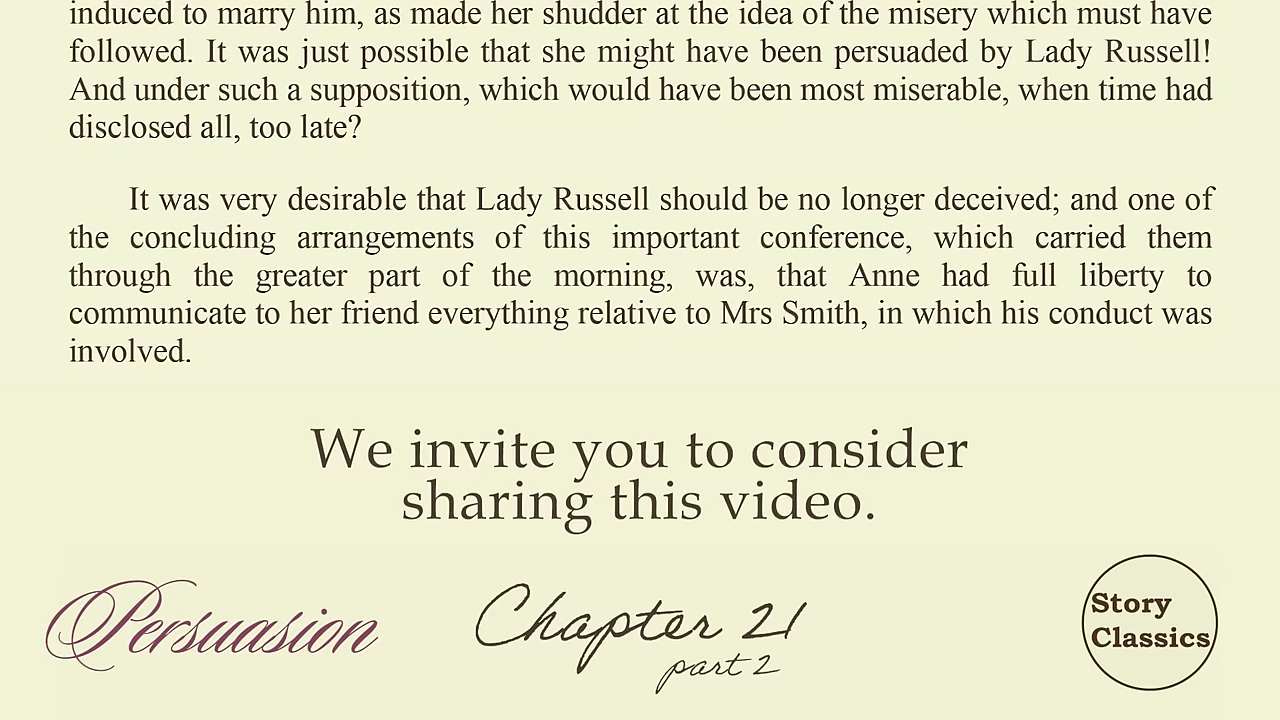 induced to marry him, as made her shudder at the idea of the misery which must have
followed. It was just possible that she might have been persuaded by Lady Russell!
And under such a supposition, which would have been most miserable, when time had
disclosed all, too late?
It was very desirable that Lady Russell should be no longer deceived; and one of
the concluding arrangements of this important conference, which carried them
through the greater part of the morning, was, that Anne had full liberty to
communicate to her friend everything relative to Mrs Smith, in which his conduct was
involved.
We invite you to consider
sharing this video.
Persuasion
Chapter 21
part 2
Story
Classics